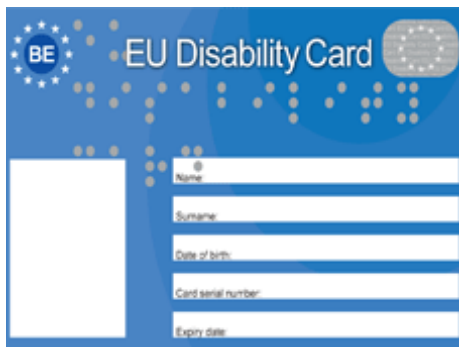 BE
EU Disability Card
Name:
Surname:
Date of birth:
Card serial number:
Expiry date: